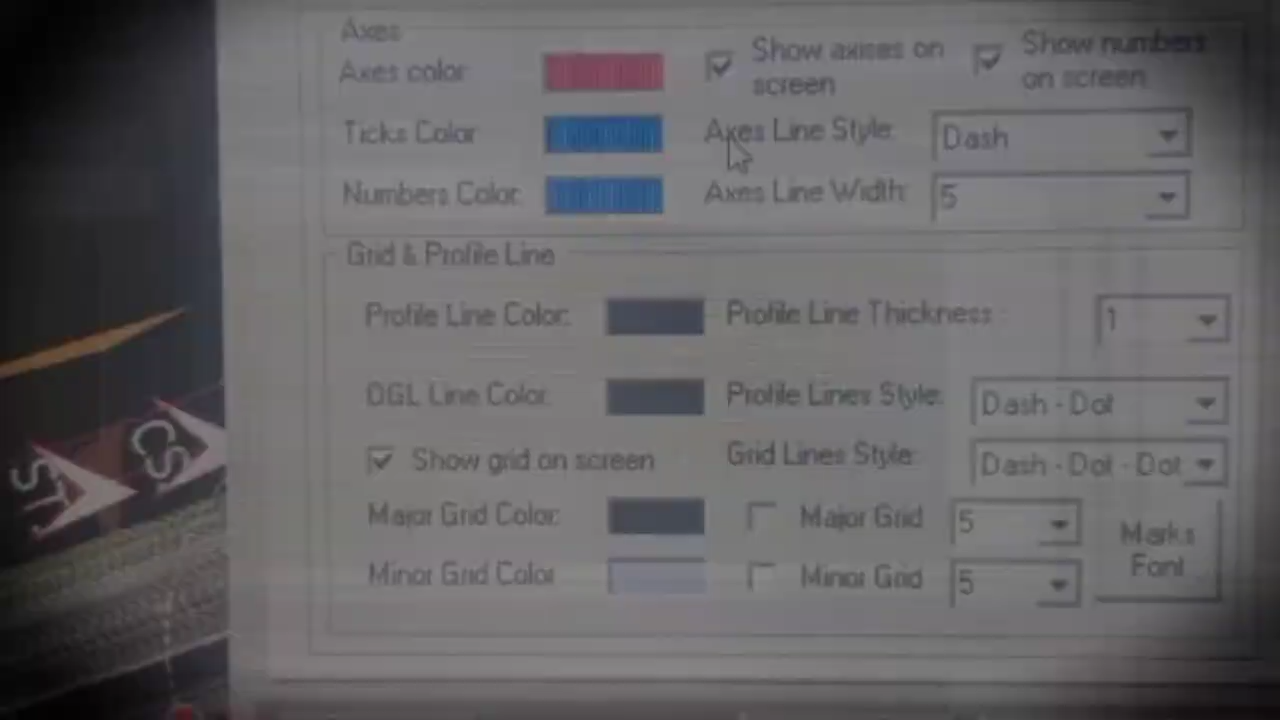 Axes
Axes color:
Show axises on screen
Show numbers on screen
Ticks Color
Axes Line Style:
Dash
Numbers Color:
Axes Line Width:
5
Grid & Profile Line
Profile Line Color:
Profile Line Thickness :
1
OGL Line Color:
Profile Lines Style:
Dash - Dot
Show grid on screen
Grid Lines Style:
Dash - Dot - Dot
Major Grid Color:
Major Grid
5
Marks Font
Minor Grid Color
Minor Grid
5
ST
CS